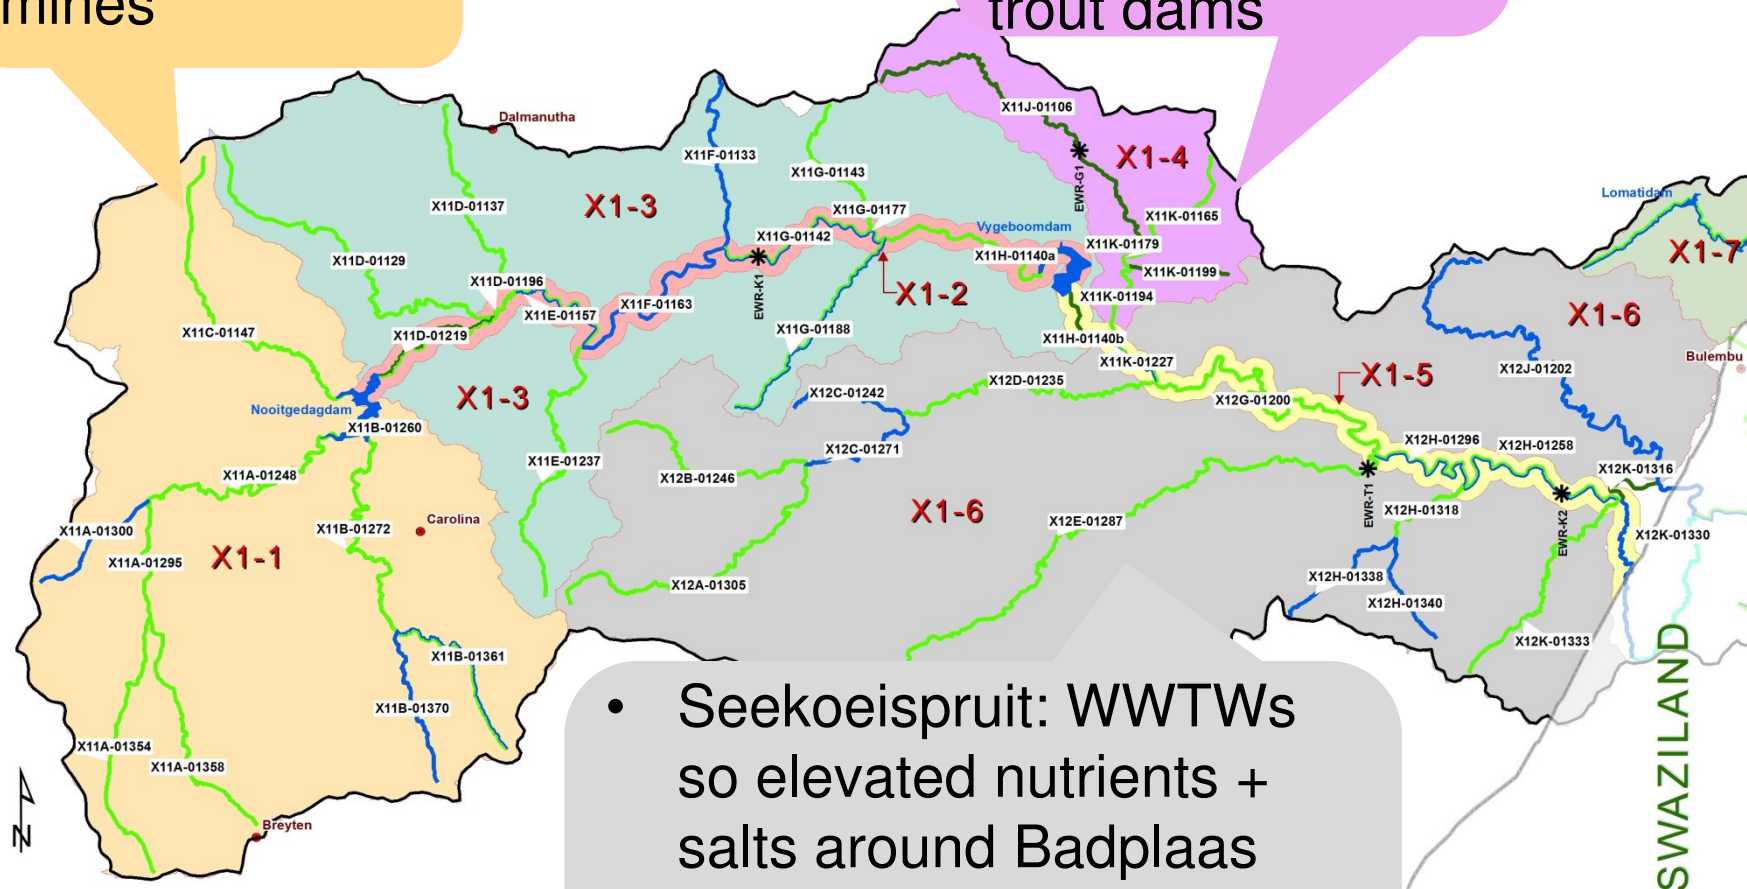 mines
trout dams
Dalmanutha
X11J-01106
X11F-01133
X1-4
X11G-01143
EWR-G1
Lomatidam
X11D-01137
X1-3
X11G-01177
X11K-01165
Vygeboomdam
X11G-01142
X11K-01179
X1-7
X11D-01129
X11H-01140a
X11K-01199
X11D-01196
EWR-K1
X1-2
X11K-01194
X11F-01163
X11E-01157
X1-6
X11C-01147
X11D-01219
X11G-01188
X11H-01140b
X11K-01227
Bulembu
X12J-01202
X1-5
X12D-01235
X1-3
X12C-01242
X12G-01200
Nooitgedagdam
X11B-01260
X12H-01296
X12H-01258
X12C-01271
X11E-01237
X12K-01316
X11A-01248
X12B-01246
EWR-T1
X1-6
X12H-01318
X12E-01287
Carolina
X11A-01300
X11B-01272
EWR-K2
X12K-01330
X1-1
X11A-01295
X12H-01338
X12A-01305
X12H-01340
X12K-01333
X11B-01361
X11B-01370
X11A-01354
X11A-01358
Breyten
N
• Seekoeispruit: WWTWs
so elevated nutrients +
salts around Badplaas
SWAZILAND